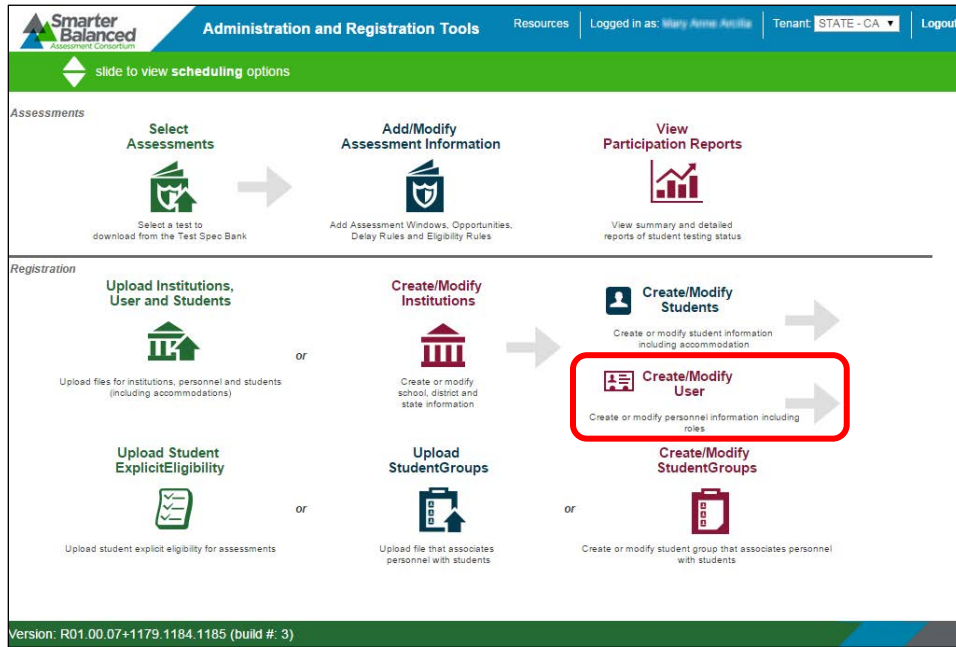 Smarter
Balanced
Assessment Consortium
Administration and Registration Tools
Resources
Logged in as:
Tenant: STATE - CA
Logout
slide to view scheduling options
Assessments
Select
Assessments
Select a test to
download from the Test Spec Bank
Add/Modify
Assessment Information
Add Assessment Windows, Opportunities,
Delay Rules and Eligibility Rules
View
Participation Reports
View summary and detailed
reports of student testing status
Registration
Upload Institutions,
User and Students
Upload files for institutions, personnel and students
(including accommodations)
or
Create/Modify
Institutions
Create or modify
school, district and
state information
Create/Modify
Students
Create or modify student information
including accommodation
Create/Modify
User
Create or modify personnel information including
roles
Upload Student
ExplicitEligibility
Upload student explicit eligibility for assessments
or
Upload
StudentGroups
Upload file that associates
personnel with students
or
Create/Modify
StudentGroups
Create or modify student group that associates personnel
with students
Version: R01.00.07+1179.1184.1185 (build #: 3)